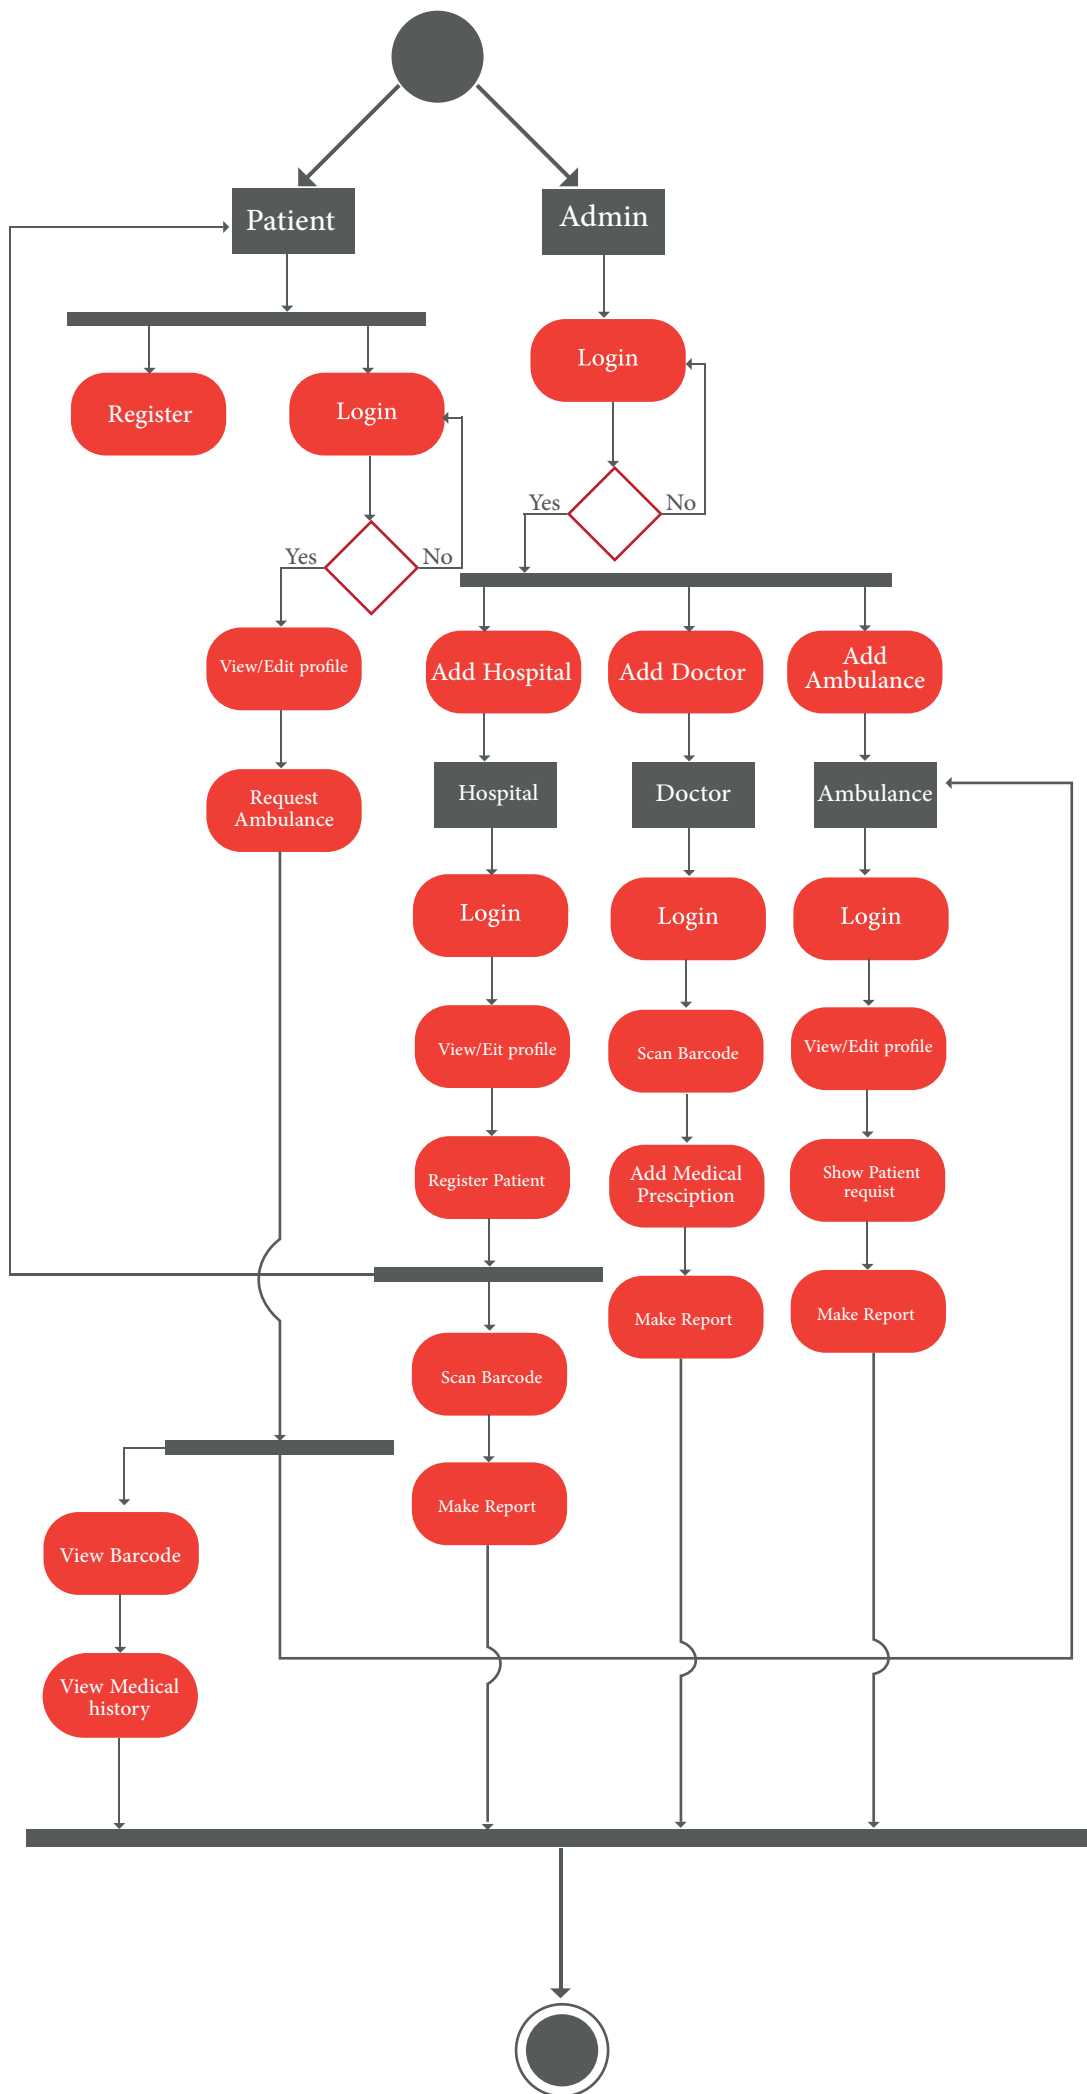 Patient
Admin
Login
Register
Login
Yes
No
Yes
No
View/Edit profile
Add Hospital
Add Doctor
Add
Ambulance
Request
Ambulance
Hospital
Doctor
Ambulance
Login
Login
Login
View/Eit profile
Scan Barcode
View/Edit profile
Register Patient
Add Medical
Presciption
Show Patient
requist
Make Report
Make Report
Scan Barcode
Make Report
View Barcode
View Medical
history